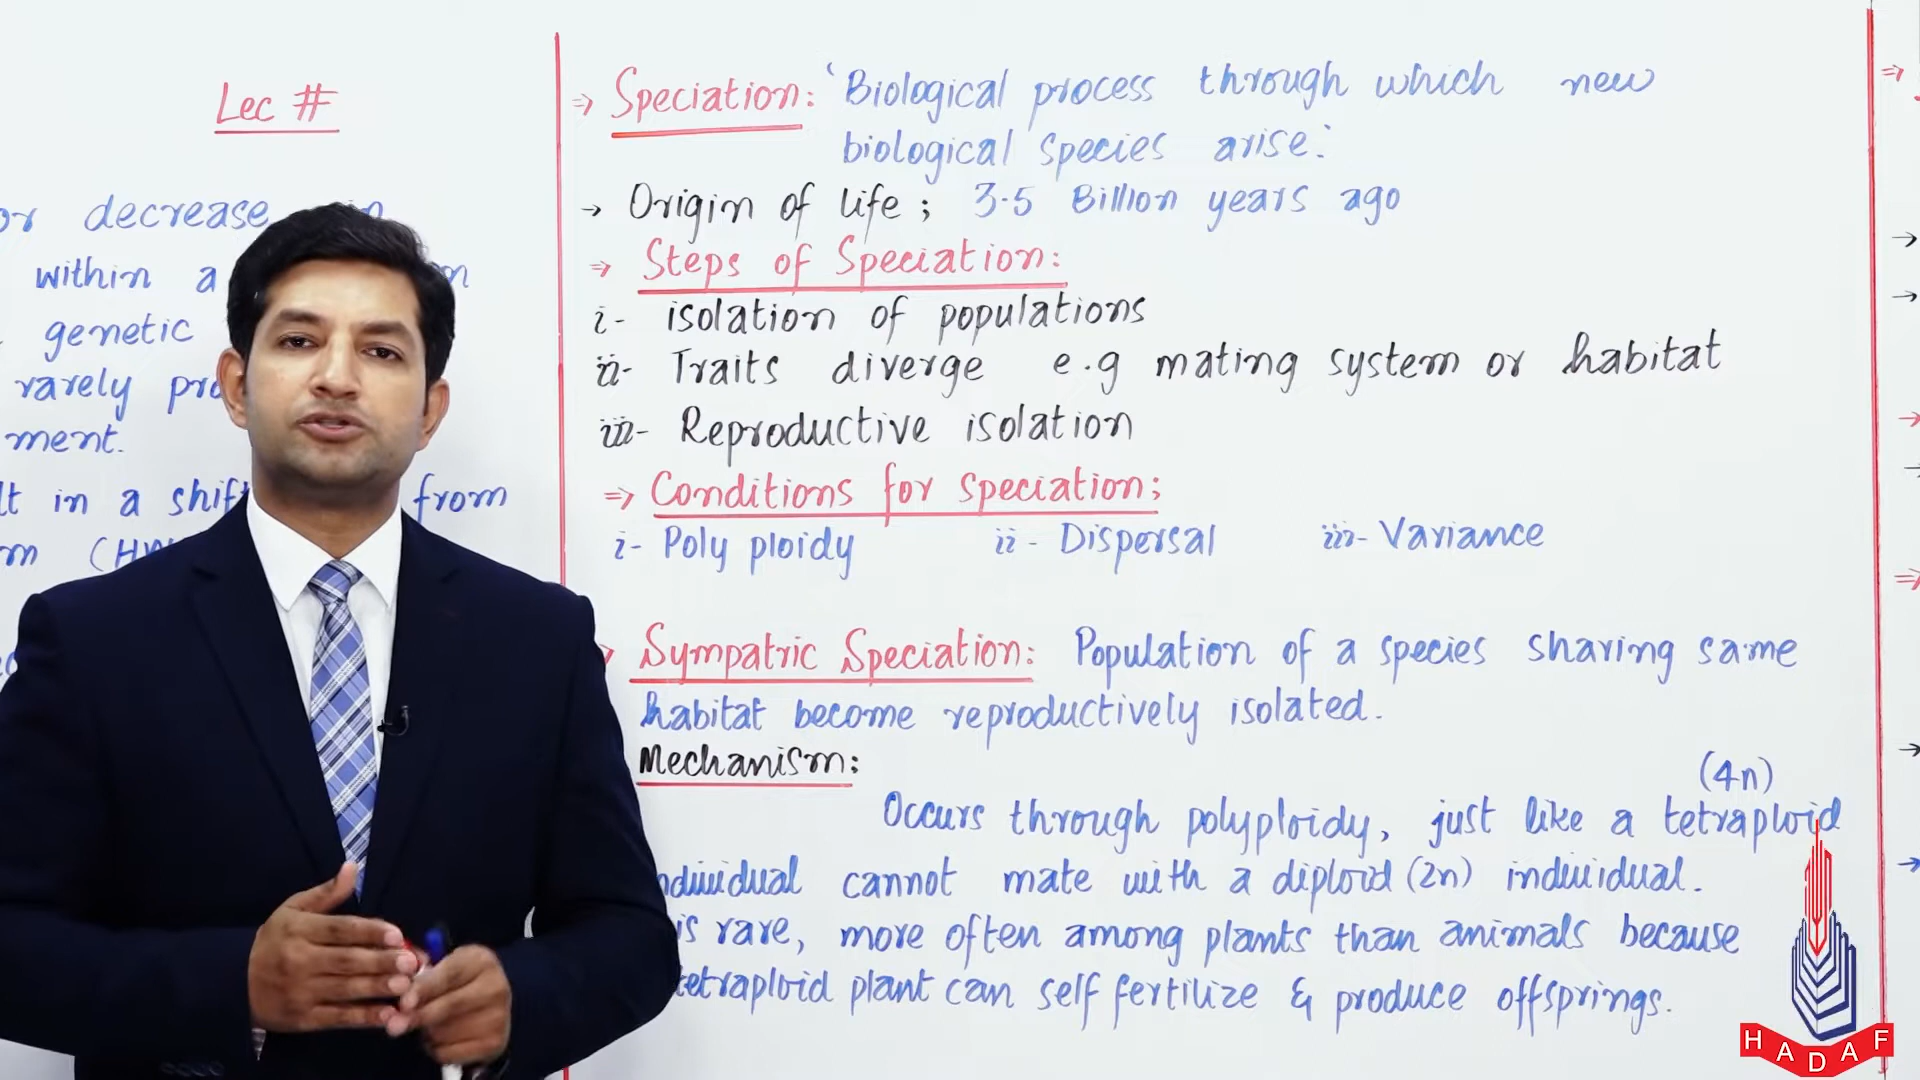 Lec #
or decrease in
within a
genetic
rarely
ment.
in a shift from
(HW
⇒ Speciation: ‘Biological process through which new
biological species arise.’
→ Origin of life ; 3.5 Billion years ago
⇒ Steps of Speciation:
i- isolation of populations
ii- Traits diverge e.g mating system or habitat
iii- Reproductive isolation
⇒ Conditions for speciation;
i- Poly ploidy ii- Dispersal iii- Variance
Sympatric Speciation: Population of a species sharing same
habitat become reproductively isolated.
Mechanism:
(4n)
Occurs through polyploidy, just like a tetraploid
ndividual cannot mate with a diploid (2n) individual.
is rare, more often among plants than animals because
tetraploid plant can self fertilize & produce offsprings.
HADAF